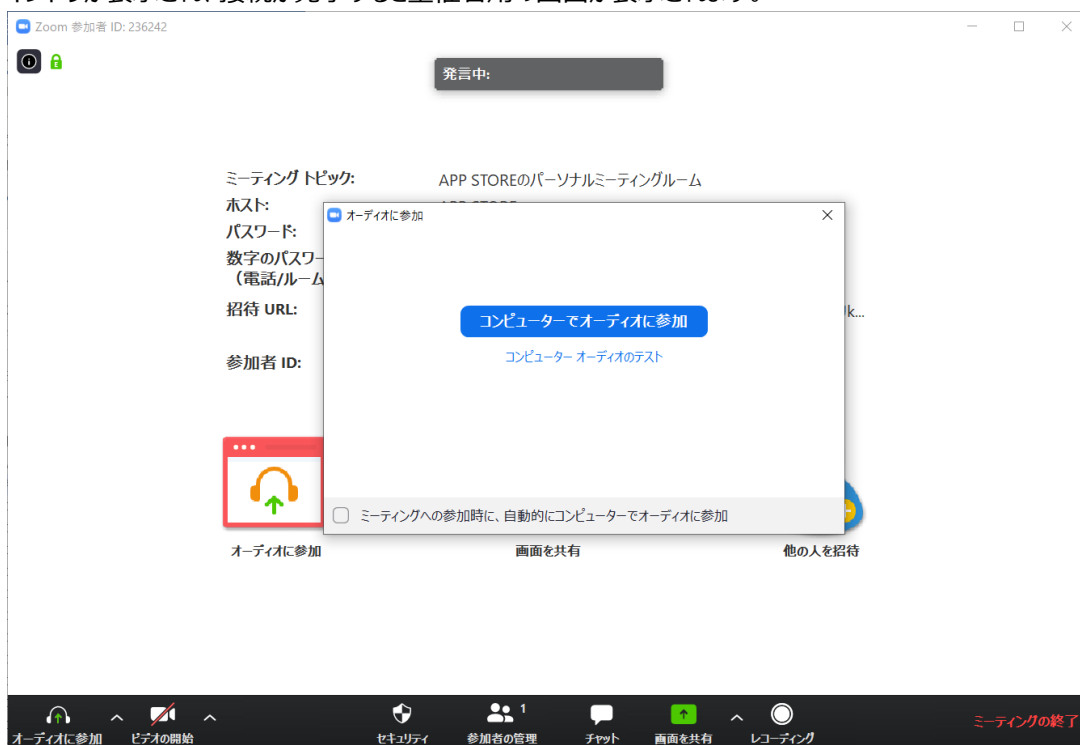 Zoom 参加者 ID: 236242
発言中:
ミーティング トピック:
APP STOREのパーソナルミーティングルーム
ホスト:
パスワード:
数字のパスワー
（電話/ルーム
招待 URL:
k...
参加者 ID:
オーディオに参加
コンピューターでオーディオに参加
コンピューター オーディオのテスト
ミーティングへの参加時に、自動的にコンピューターでオーディオに参加
オーディオに参加
画面を共有
他の人を招待
オーディオに参加
ビデオの開始
セキュリティ
参加者の管理
1
チャット
画面を共有
レコーディング
ミーティングの終了